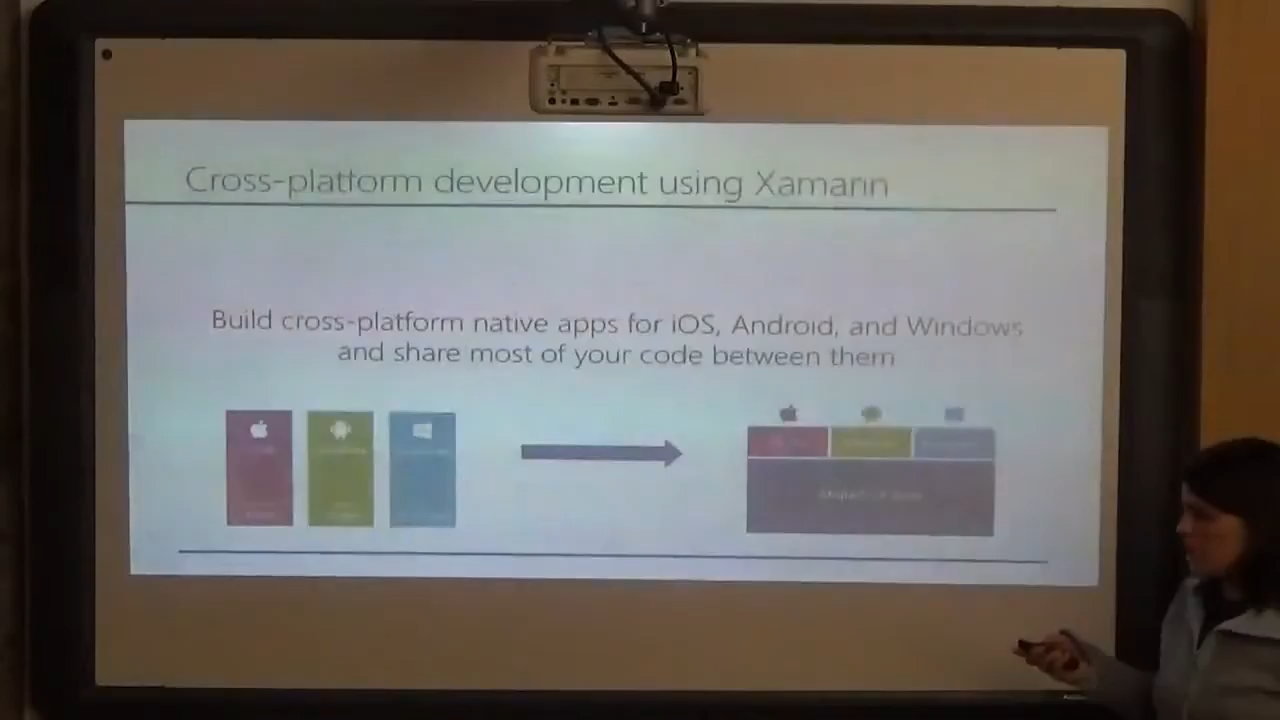 Cross-platform development using Xamarin
Build cross-platform native apps for iOS, Android, and Windows
and share most of your code between them